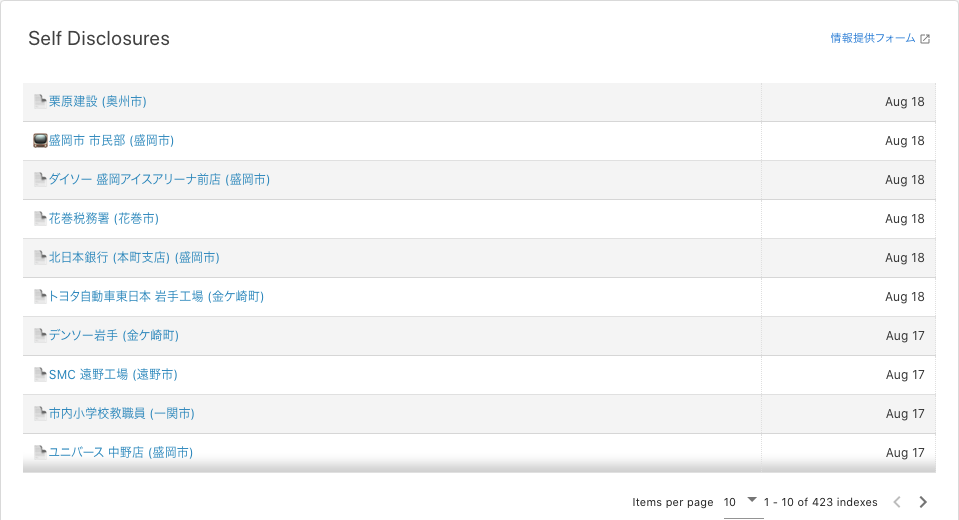 Self Disclosures
情報提供フォーム
栗原建設 (奥州市) Aug 18
盛岡市 市民部 (盛岡市) Aug 18
ダイソー 盛岡アイスアリーナ前店 (盛岡市) Aug 18
花巻税務署 (花巻市) Aug 18
北日本銀行 (本町支店) (盛岡市) Aug 18
トヨタ自動車東日本 岩手工場 (金ケ崎町) Aug 18
デンソー岩手 (金ケ崎町) Aug 17
SMC 遠野工場 (遠野市) Aug 17
市内小学校教職員 (一関市) Aug 17
ユニバース 中野店 (盛岡市) Aug 17
Items per page 10 1 - 10 of 423 indexes